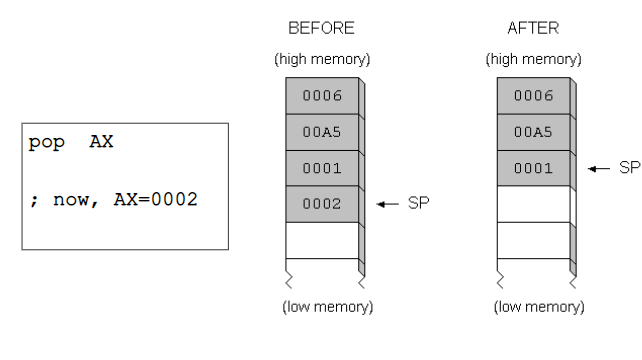 pop AX
; now, AX=0002
BEFORE
(high memory)
0006
00A5
0001
0002
SP
(low memory)
AFTER
(high memory)
0006
00A5
0001
SP
(low memory)